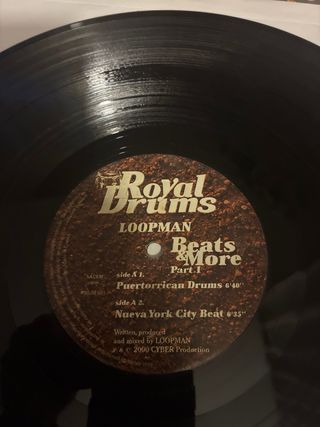 Royal
Drums
LOOPMAN
Beats
& More
Part.1
side A 1.
Puertorrican Drums 6'40"
side A 2.
Nueva York City Beat 6'35"
Written, produced
and mixed by LOOPMAN
℗ & © 2000 CYBER Production